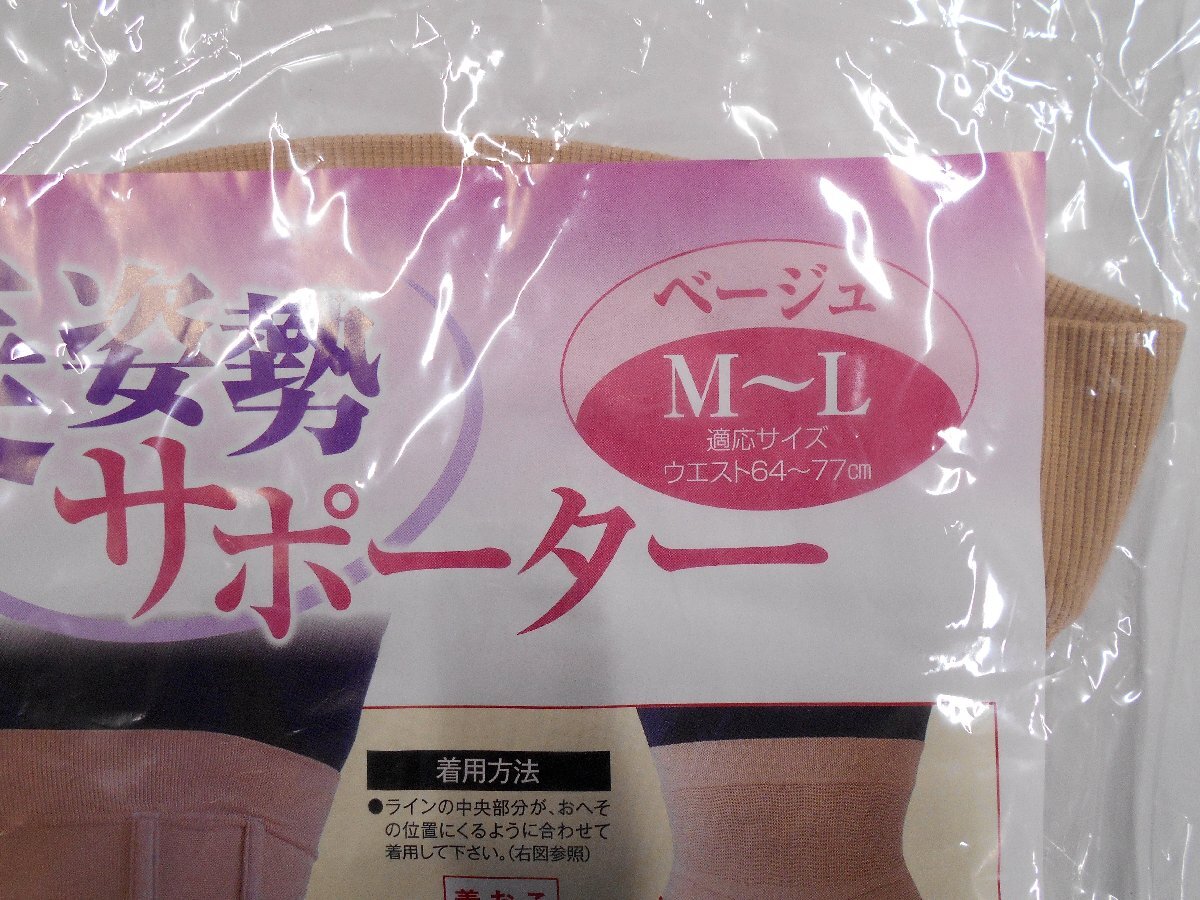 姿勢
サポーター
ベージュ
M～L
適応サイズ
ウエスト64～77cm
着用方法
●ラインの中央部分が、おへそ
の位置にくるように合わせて
着用して下さい。(右図参照)